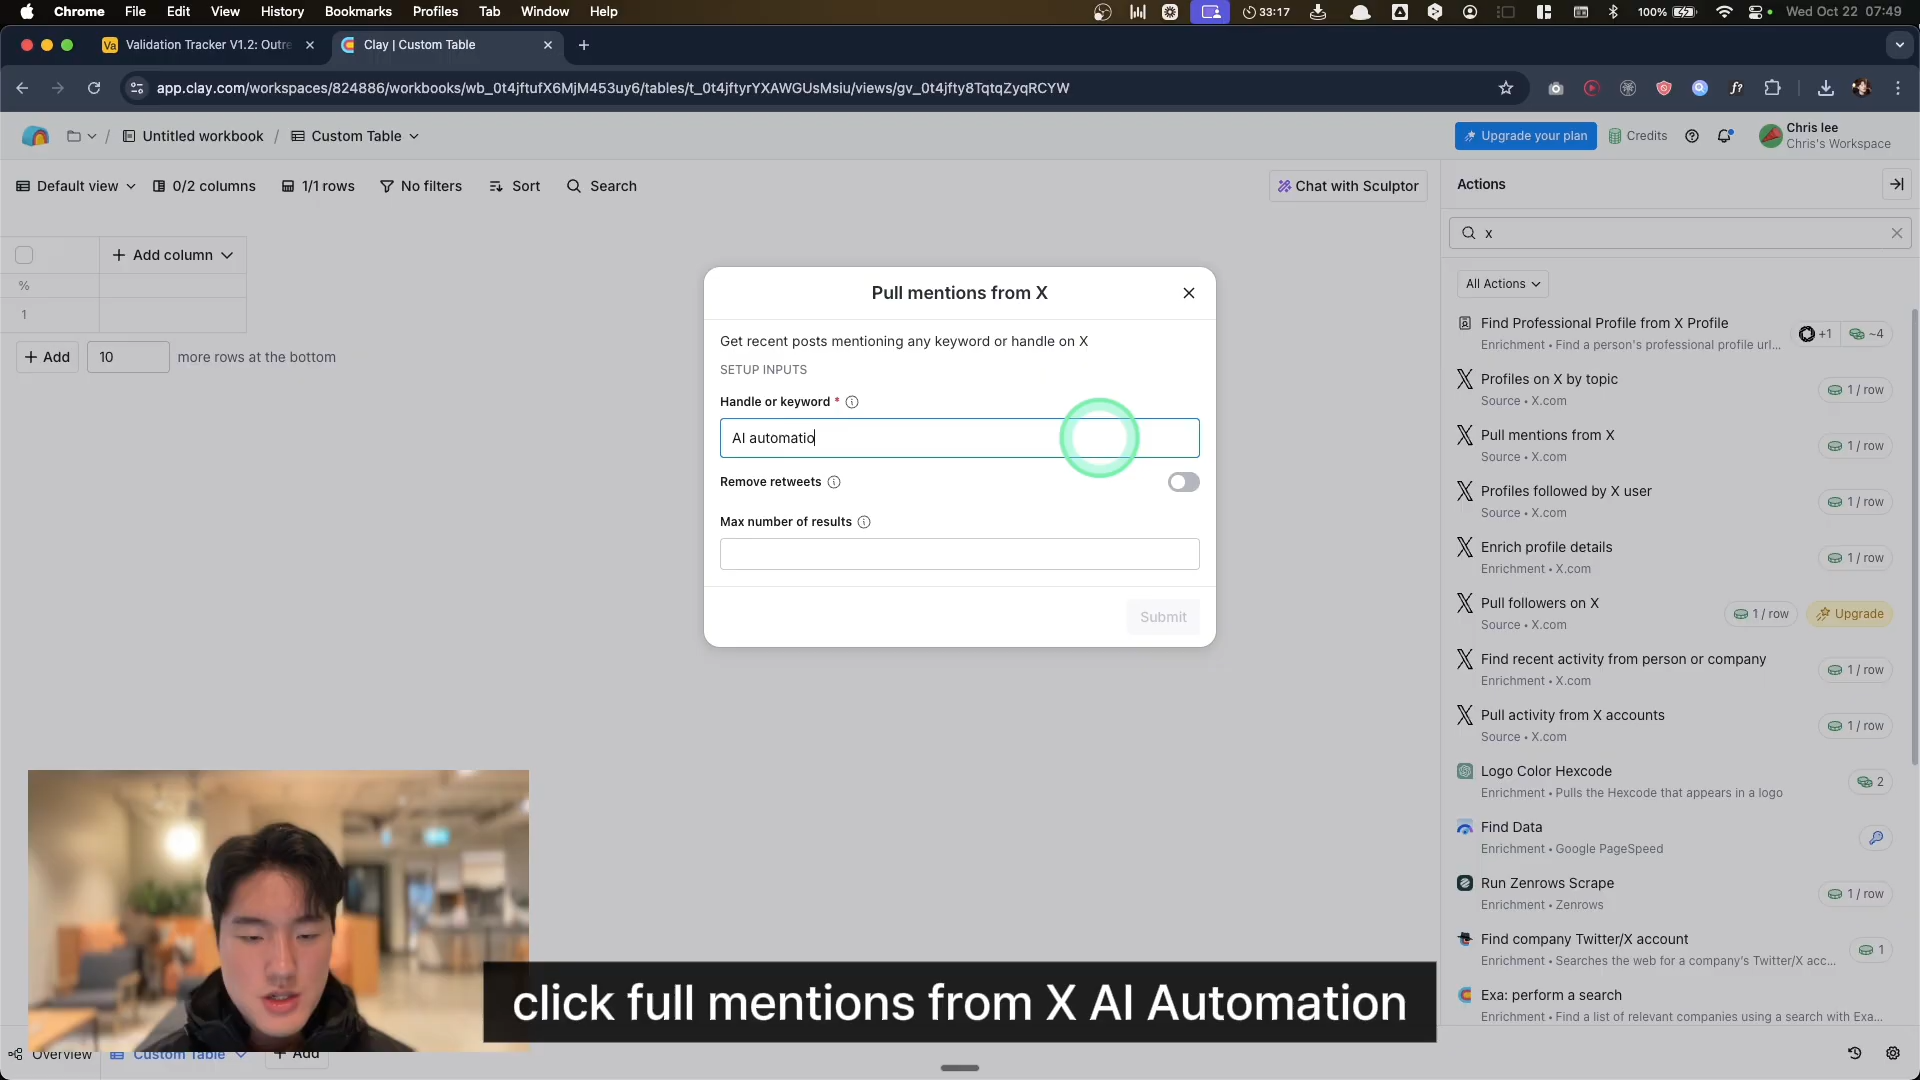 Chrome File Edit View History Bookmarks Profiles Tab Window Help 33:17 100% Wed Oct 22 07:49
Va Validation Tracker V1.2: Outre Clay | Custom Table
app.clay.com/workspaces/824886/workbooks/wb_0t4jftufX6MjM453uy6/tables/t_0t4jftyrYXAWGUsMsiu/views/gv_0t4jfty8TqtqZyqRCYW
/ Untitled workbook / Custom Table Upgrade your plan Credits Chris lee
Chris's Workspace
Default view 0/2 columns 1/1 rows No filters Sort Search Chat with Sculptor
Actions
x
All Actions
+ Add column
%
1
+ Add 10 more rows at the bottom
Pull mentions from X
Get recent posts mentioning any keyword or handle on X
SETUP INPUTS
Handle or keyword *
AI automatio
Remove retweets
Max number of results
Submit
Find Professional Profile from X Profile +1 ~4
Enrichment • Find a person's professional profile url...
Profiles on X by topic 1 / row
Source • X.com
Pull mentions from X 1 / row
Source • X.com
Profiles followed by X user 1 / row
Source • X.com
Enrich profile details 1 / row
Enrichment • X.com
Pull followers on X 1 / row Upgrade
Source • X.com
Find recent activity from person or company 1 / row
Enrichment • X.com
Pull activity from X accounts 1 / row
Source • X.com
Logo Color Hexcode 2
Enrichment • Pulls the Hexcode that appears in a logo
Find Data
Enrichment • Google PageSpeed
Run Zenrows Scrape 1 / row
Enrichment • Zenrows
Find company Twitter/X account 1
Enrichment • Searches the web for a company's Twitter/X acc...
Exa: perform a search
Enrichment • Find a list of relevant companies using a search with Exa...
click full mentions from X AI Automation
Overview Custom Table + Add